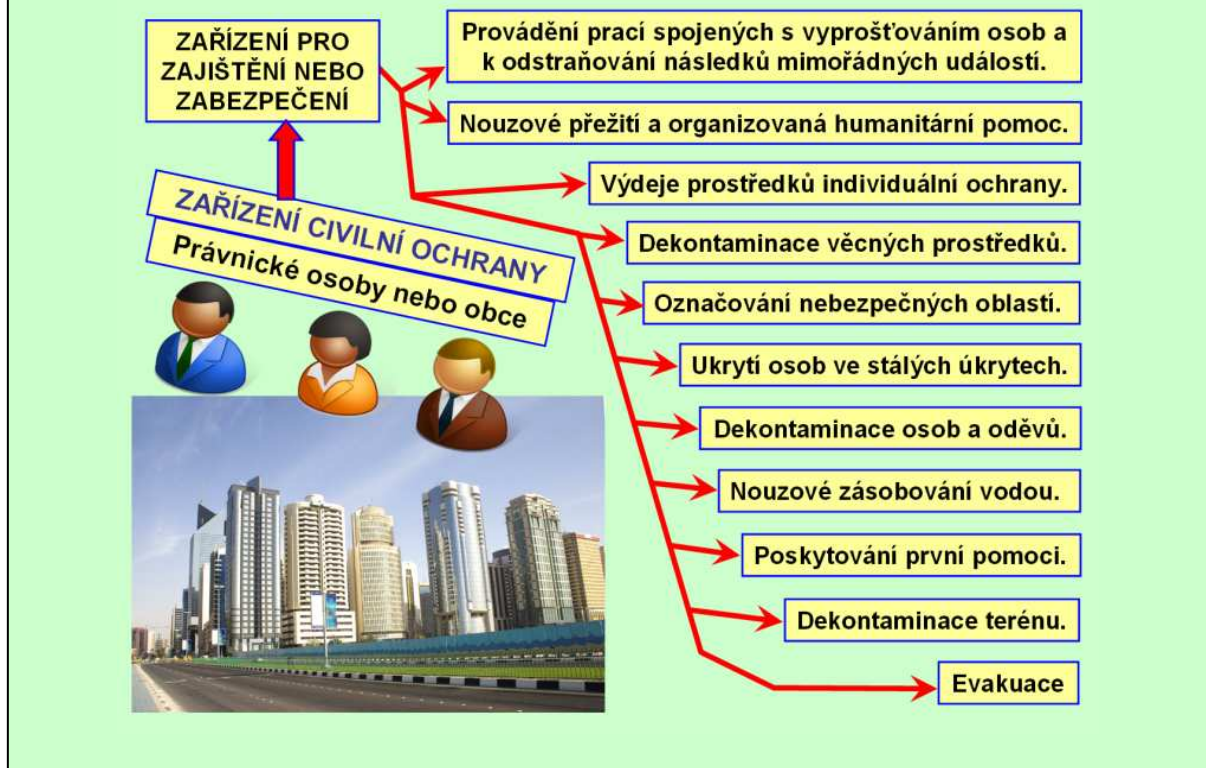 ZAŘÍZENÍ PRO
ZAJIŠTĚNÍ NEBO
ZABEZPEČENÍ
ZAŘÍZENÍ CIVILNÍ OCHRANY
Právnické osoby nebo obce
Provádění prací spojených s vyprošťováním osob a
k odstraňování následků mimořádných událostí.
Nouzové přežití a organizovaná humanitární pomoc.
Výdeje prostředků individuální ochrany.
Dekontaminace věcných prostředků.
Označování nebezpečných oblastí.
Ukrytí osob ve stálých úkrytech.
Dekontaminace osob a oděvů.
Nouzové zásobování vodou.
Poskytování první pomoci.
Dekontaminace terénu.
Evakuace